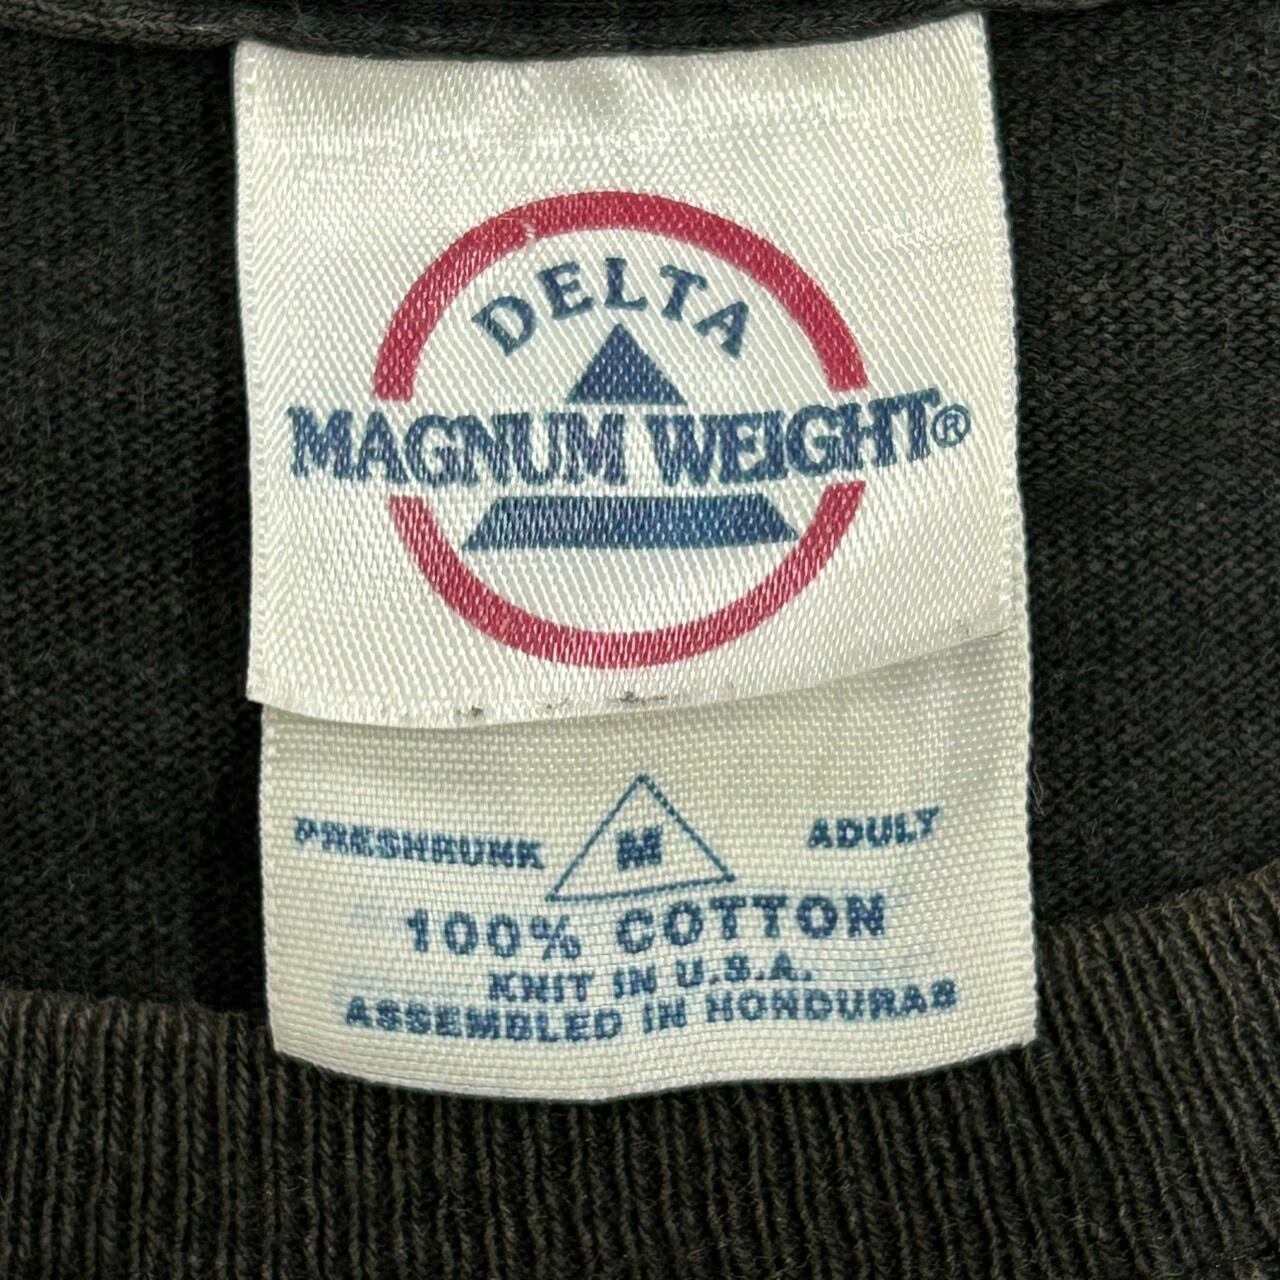 DELTA
MAGNUM WEIGHT®
PRESHRUNK M ADULT
100% COTTON
KNIT IN U.S.A.
ASSEMBLED IN HONDURAS